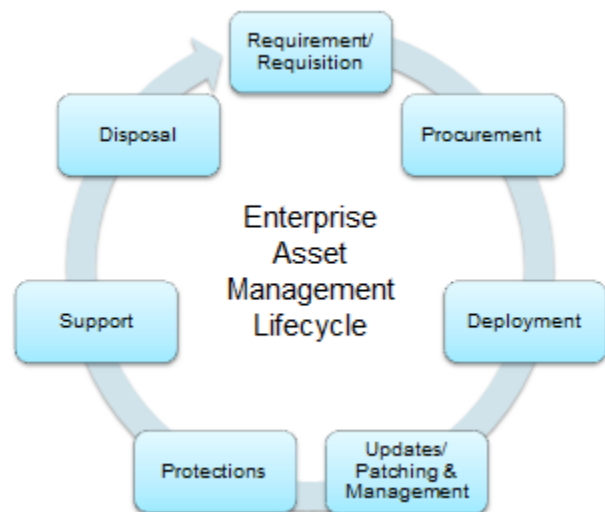 Requirement/
Requisition
Procurement
Deployment
Updates/
Patching &
Management
Protections
Support
Disposal
Enterprise
Asset
Management
Lifecycle